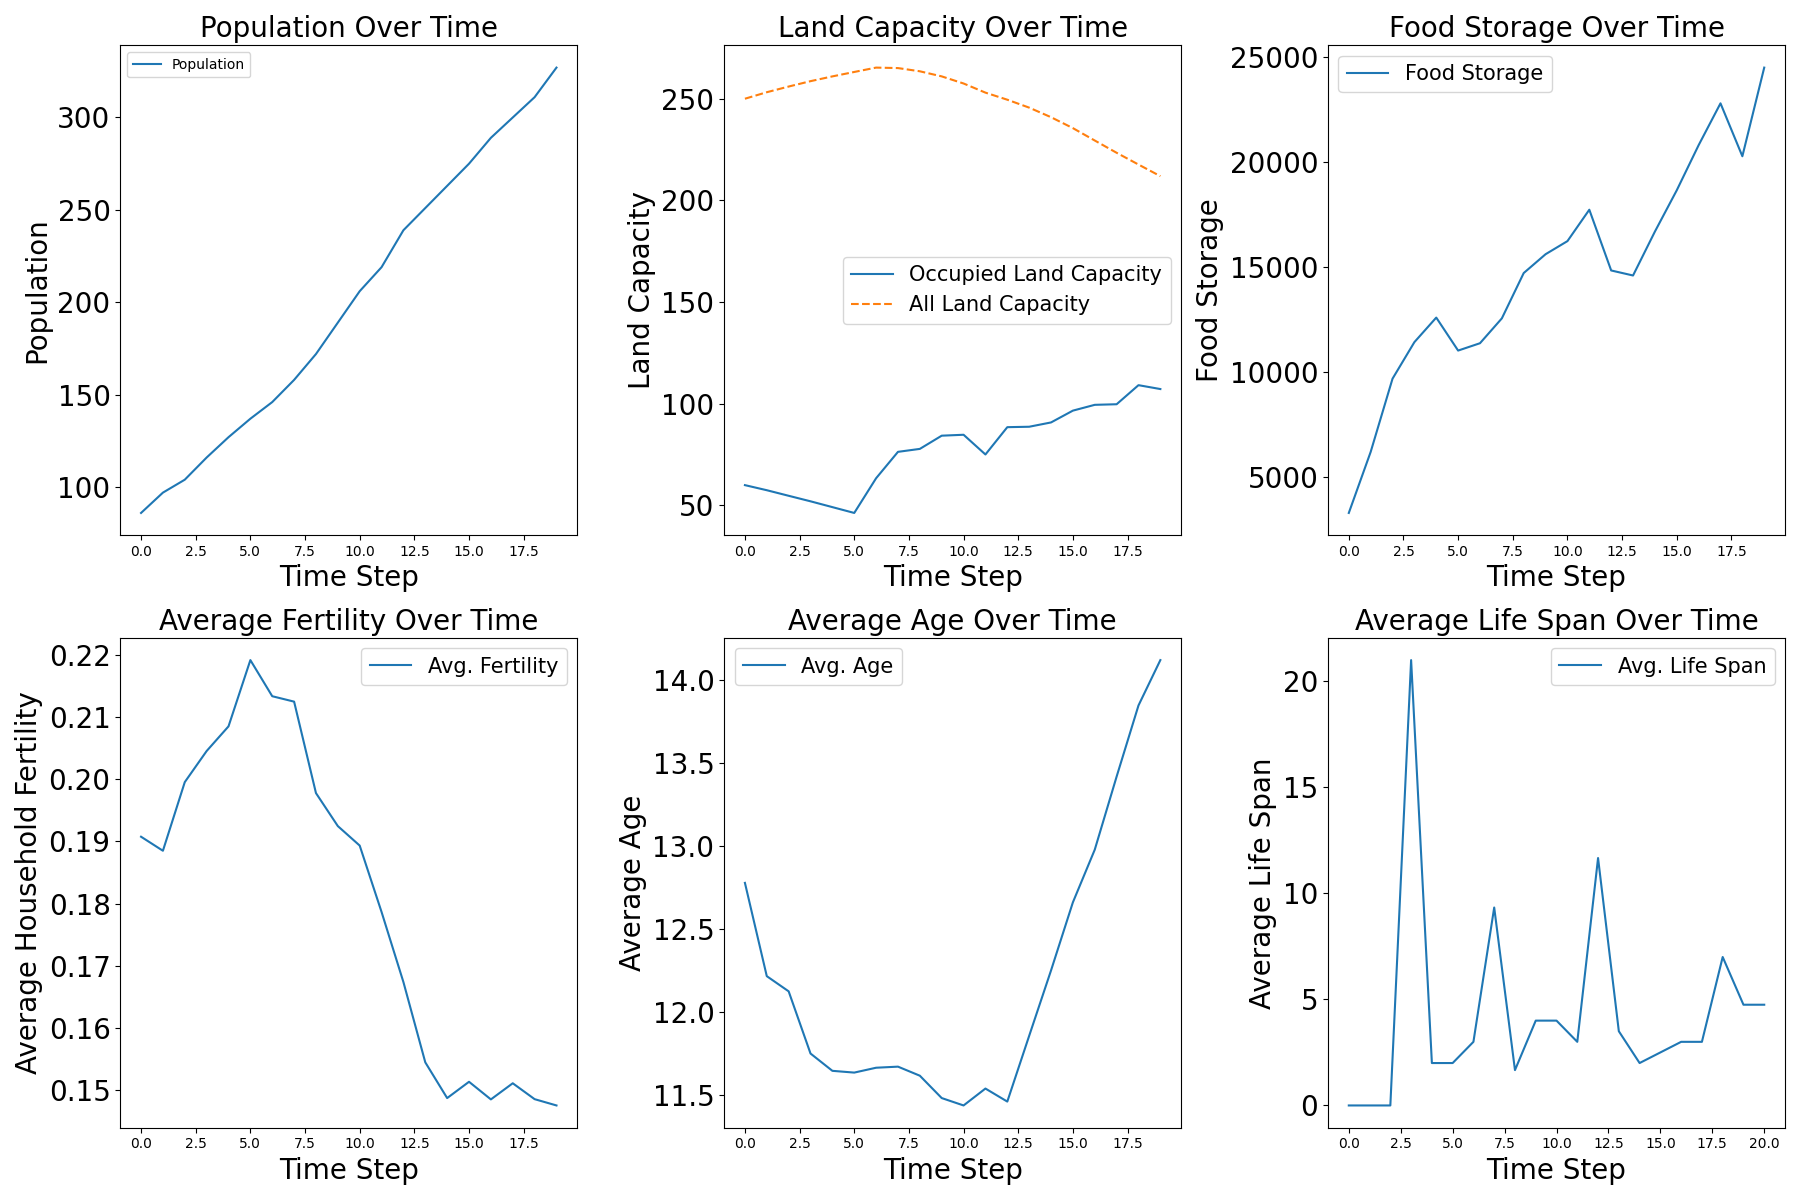 Population Over Time
Population
300
250
200
150
100
Population
0.0 2.5 5.0 7.5 10.0 12.5 15.0 17.5
Time Step
Land Capacity Over Time
250
200
150
100
50
Land Capacity
Occupied Land Capacity
All Land Capacity
0.0 2.5 5.0 7.5 10.0 12.5 15.0 17.5
Time Step
Food Storage Over Time
Food Storage
25000
20000
15000
10000
5000
Food Storage
0.0 2.5 5.0 7.5 10.0 12.5 15.0 17.5
Time Step
Average Fertility Over Time
Avg. Fertility
0.22
0.21
0.20
0.19
0.18
0.17
0.16
0.15
Average Household Fertility
0.0 2.5 5.0 7.5 10.0 12.5 15.0 17.5
Time Step
Average Age Over Time
Avg. Age
14.0
13.5
13.0
12.5
12.0
11.5
Average Age
0.0 2.5 5.0 7.5 10.0 12.5 15.0 17.5
Time Step
Average Life Span Over Time
Avg. Life Span
20
15
10
5
0
Average Life Span
0.0 2.5 5.0 7.5 10.0 12.5 15.0 17.5 20.0
Time Step